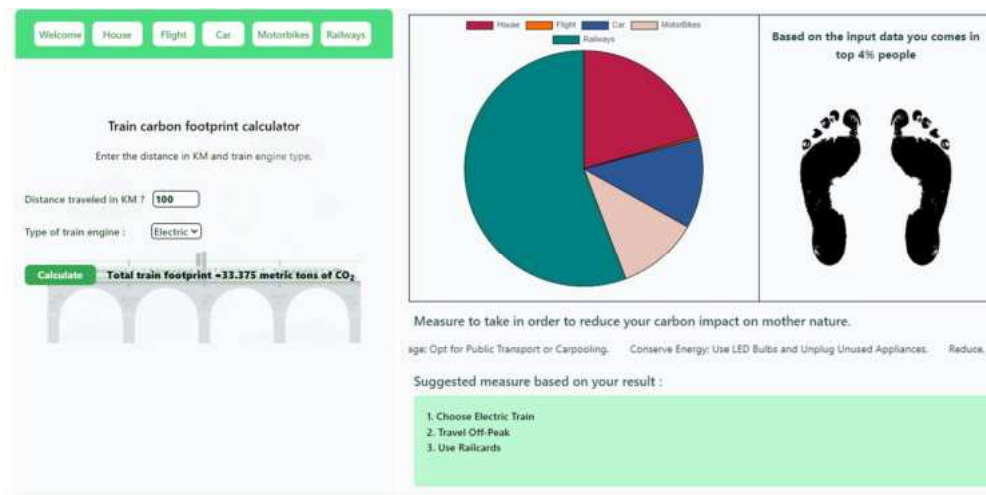 Welcome House Flight Car Motorbikes Railways
Train carbon footprint calculator
Enter the distance in KM and train engine type.
Distance traveled in KM ? 100
Type of train engine : Electric
Calculate Total train footprint =33.375 metric tons of CO₂
House Flight Car MotorBikes
Railways
Based on the input data you comes in
top 4% people
Measure to take in order to reduce your carbon impact on mother nature.
age: Opt for Public Transport or Carpooling. Conserve Energy: Use LED Bulbs and Unplug Unused Appliances. Reduce,
Suggested measure based on your result :
1. Choose Electric Train
2. Travel Off-Peak
3. Use Railcards